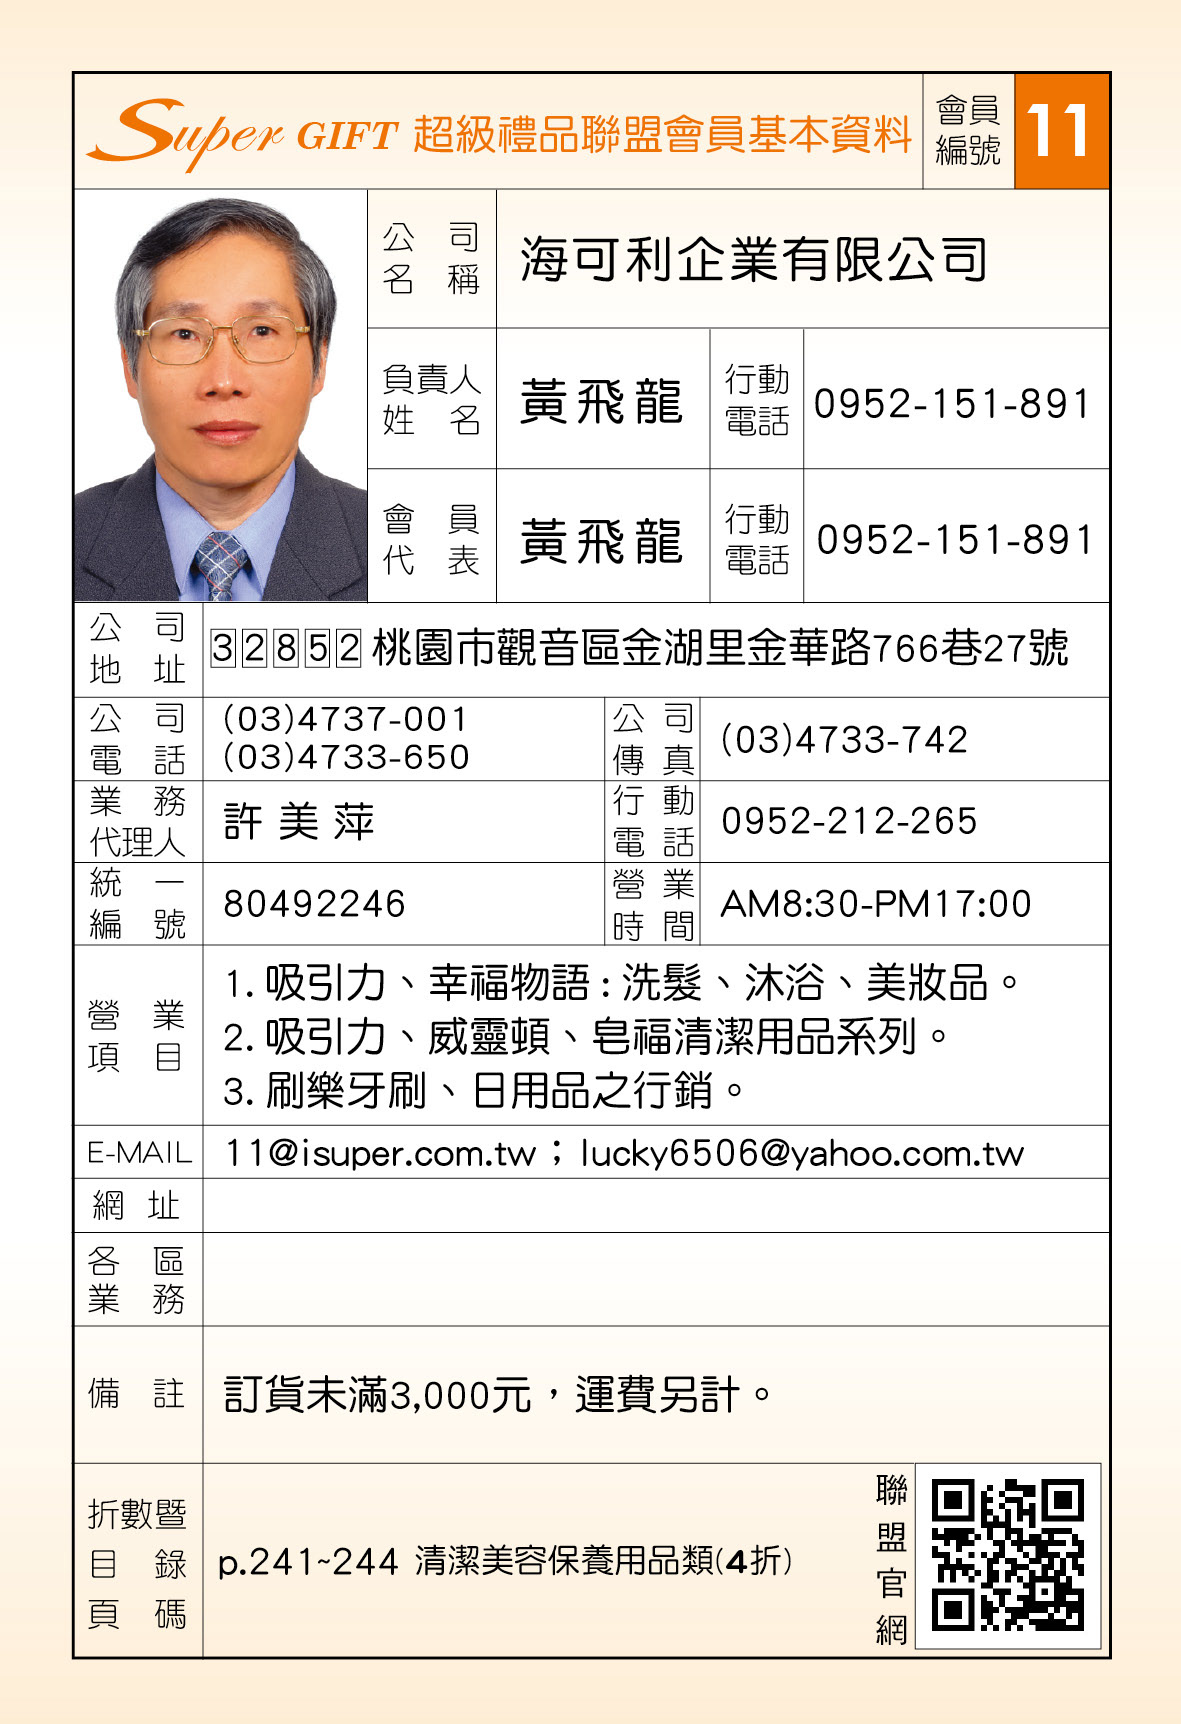 Super GIFT 超級禮品聯盟會員基本資料
會員編號
11
公司名稱
海可利企業有限公司
負責人姓名
黃飛龍
行動電話
0952-151-891
會員代表
黃飛龍
行動電話
0952-151-891
公司地址
32852 桃園市觀音區金湖里金華路766巷27號
公司電話
(03)4737-001
(03)4733-650
公司傳真
(03)4733-742
業務代理人
許美萍
行動電話
0952-212-265
統一編號
80492246
營業時間
AM8:30-PM17:00
營業項目
1. 吸引力、幸福物語:洗髮、沐浴、美妝品。
2. 吸引力、威靈頓、皂福清潔用品系列。
3. 刷樂牙刷、日用品之行銷。
E-MAIL
11@isuper.com.tw；lucky6506@yahoo.com.tw
網址
各區業務
備註
訂貨未滿3,000元，運費另計。
折數暨目錄頁碼
p.241~244 清潔美容保養用品類(4折)
聯盟官網